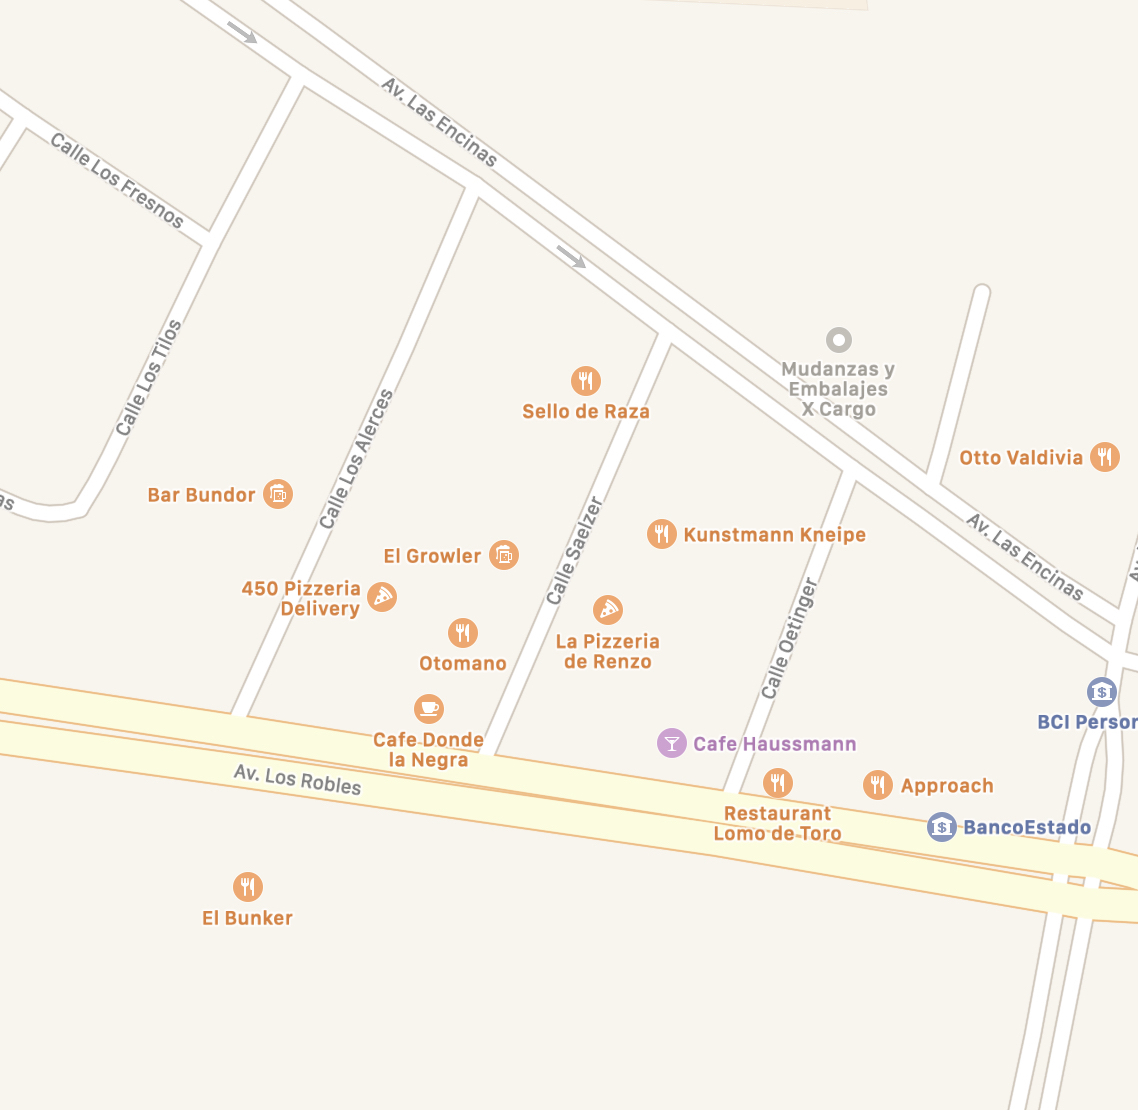 Av. Las Encinas
Calle Los Fresnos
Calle Los Tilos
Mudanzas y
Embalajes
X Cargo
Sello de Raza
Otto Valdivia
Calle Los Alerces
Bar Bundor
as
Calle Saelzer
Kunstmann Kneipe
Av. Las Encinas
Av.
El Growler
450 Pizzeria
Delivery
Calle Oetinger
Otomano
La Pizzeria
de Renzo
BCI Person
Cafe Donde
la Negra
Cafe Haussmann
Av. Los Robles
Approach
Restaurant
Lomo de Toro
BancoEstado
El Bunker